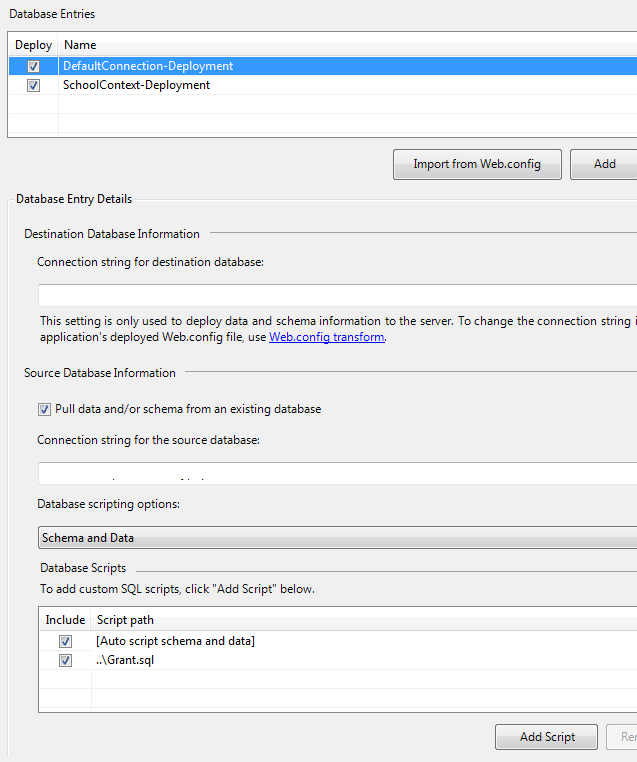 Database Entries
Deploy Name
DefaultConnection-Deployment
SchoolContext-Deployment
Import from Web.config Add
Database Entry Details
Destination Database Information
Connection string for destination database:
This setting is only used to deploy data and schema information to the server. To change the connection string
application's deployed Web.config file, use Web.config transform.
Source Database Information
Pull data and/or schema from an existing database
Connection string for the source database:
Database scripting options:
Schema and Data
Database Scripts
To add custom SQL scripts, click "Add Script" below.
Include Script path
[Auto script schema and data]
..\Grant.sql
Add Script